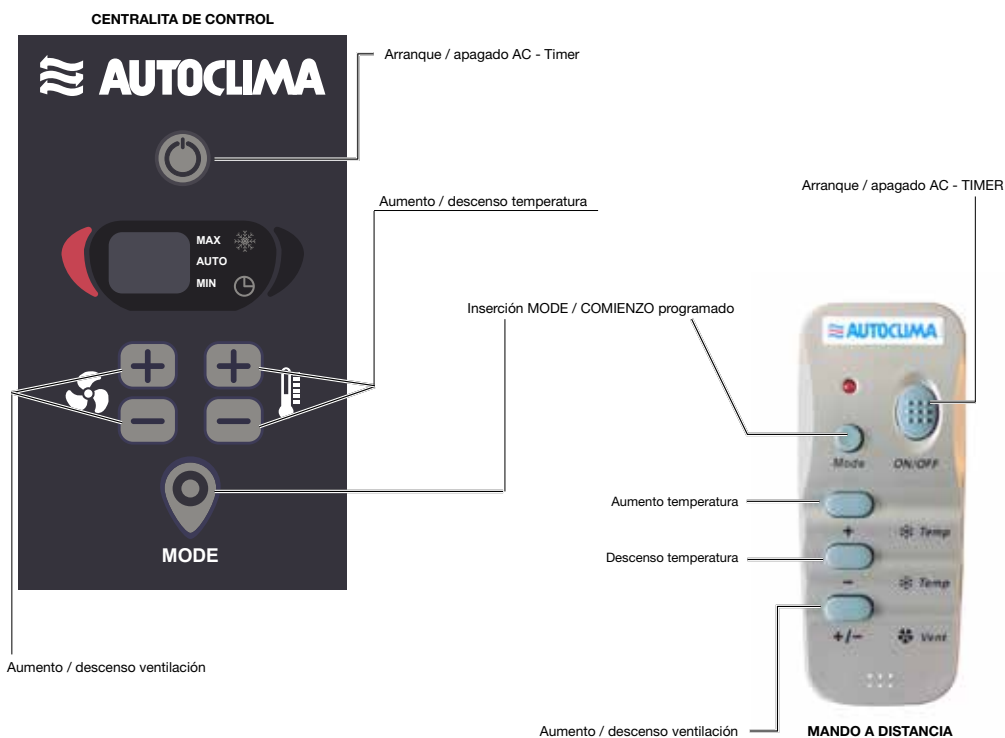 CENTRALITA DE CONTROL
AUTOCLIMA
Arranque / apagado AC - Timer
Aumento / descenso temperatura
MAX
AUTO
MIN
Inserción MODE / COMIENZO programado
MODE
Aumento / descenso ventilación
Arranque / apagado AC - TIMER
AUTOCLIMA
Mode ON/OFF
Aumento temperatura
+ Temp
Descenso temperatura
- Temp
+/- Vent
Aumento / descenso ventilación
MANDO A DISTANCIA